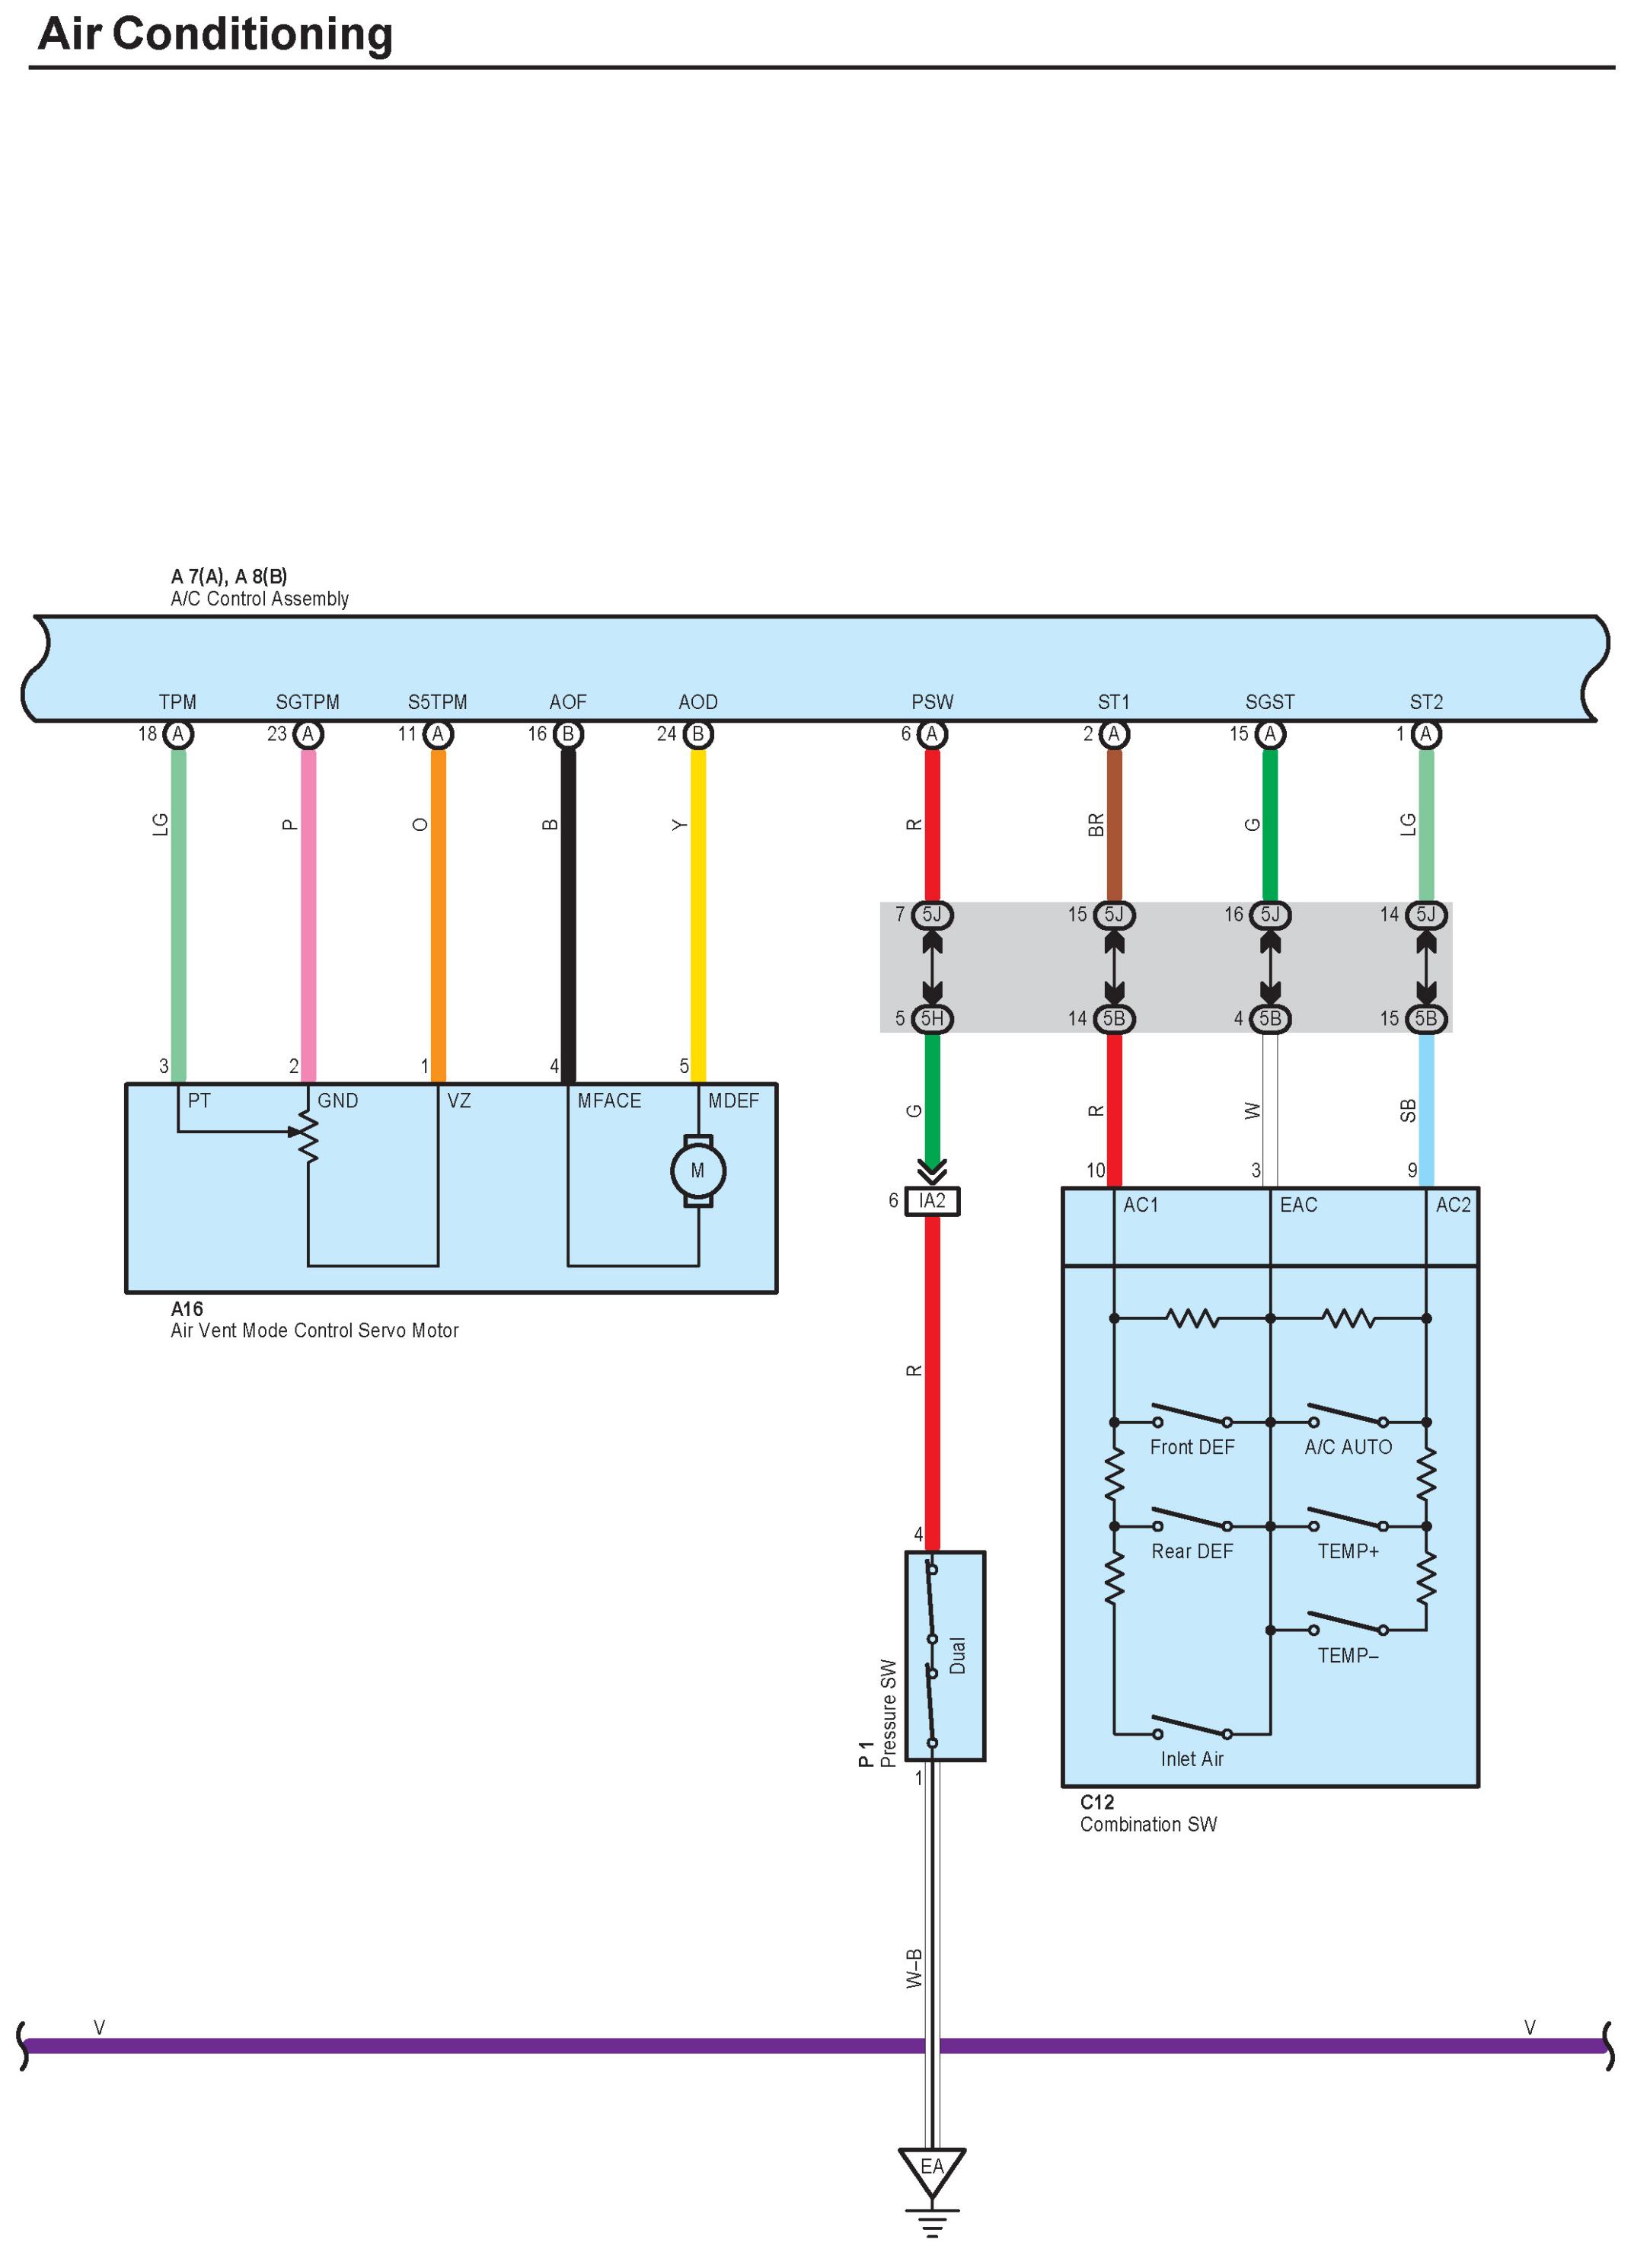 Air Conditioning
A 7(A), A 8(B)
A/C Control Assembly
TPM SGTPM S5TPM AOF AOD PSW ST1 SGST ST2
18 A 23 A 11 A 16 B 24 B 6 A 2 A 15 A 1 A
LG P O B Y R BR G LG
7 5J 15 5J 16 5J 14 5J
5 5H 14 5B 4 5B 15 5B
3 2 1 4 5
PT GND VZ MFACE MDEF
G R W SB
M
10 3 9
6 IA2
AC1 EAC AC2
A16
Air Vent Mode Control Servo Motor
R
Front DEF A/C AUTO
4
Rear DEF TEMP+
Dual
TEMP–
P 1
Pressure SW
Inlet Air
1
C12
Combination SW
W–B
V V
EA